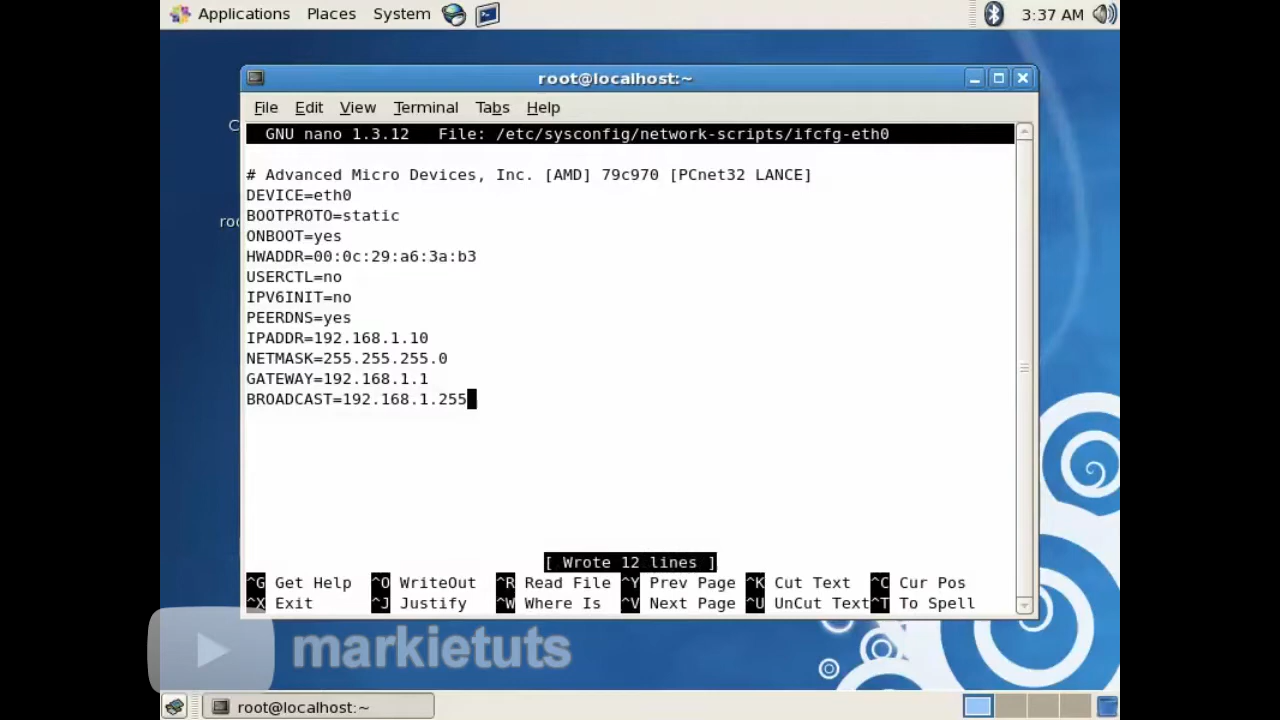 Applications Places System 3:37 AM
root@localhost:~
File Edit View Terminal Tabs Help
GNU nano 1.3.12 File: /etc/sysconfig/network-scripts/ifcfg-eth0
# Advanced Micro Devices, Inc. [AMD] 79c970 [PCnet32 LANCE]
DEVICE=eth0
BOOTPROTO=static
ONBOOT=yes
HWADDR=00:0c:29:a6:3a:b3
USERCTL=no
IPV6INIT=no
PEERDNS=yes
IPADDR=192.168.1.10
NETMASK=255.255.255.0
GATEWAY=192.168.1.1
BROADCAST=192.168.1.255
[ Wrote 12 lines ]
^G Get Help ^O WriteOut ^R Read File ^Y Prev Page ^K Cut Text ^C Cur Pos
^X Exit ^J Justify ^W Where Is ^V Next Page ^U UnCut Text ^T To Spell
markietuts
root@localhost:~